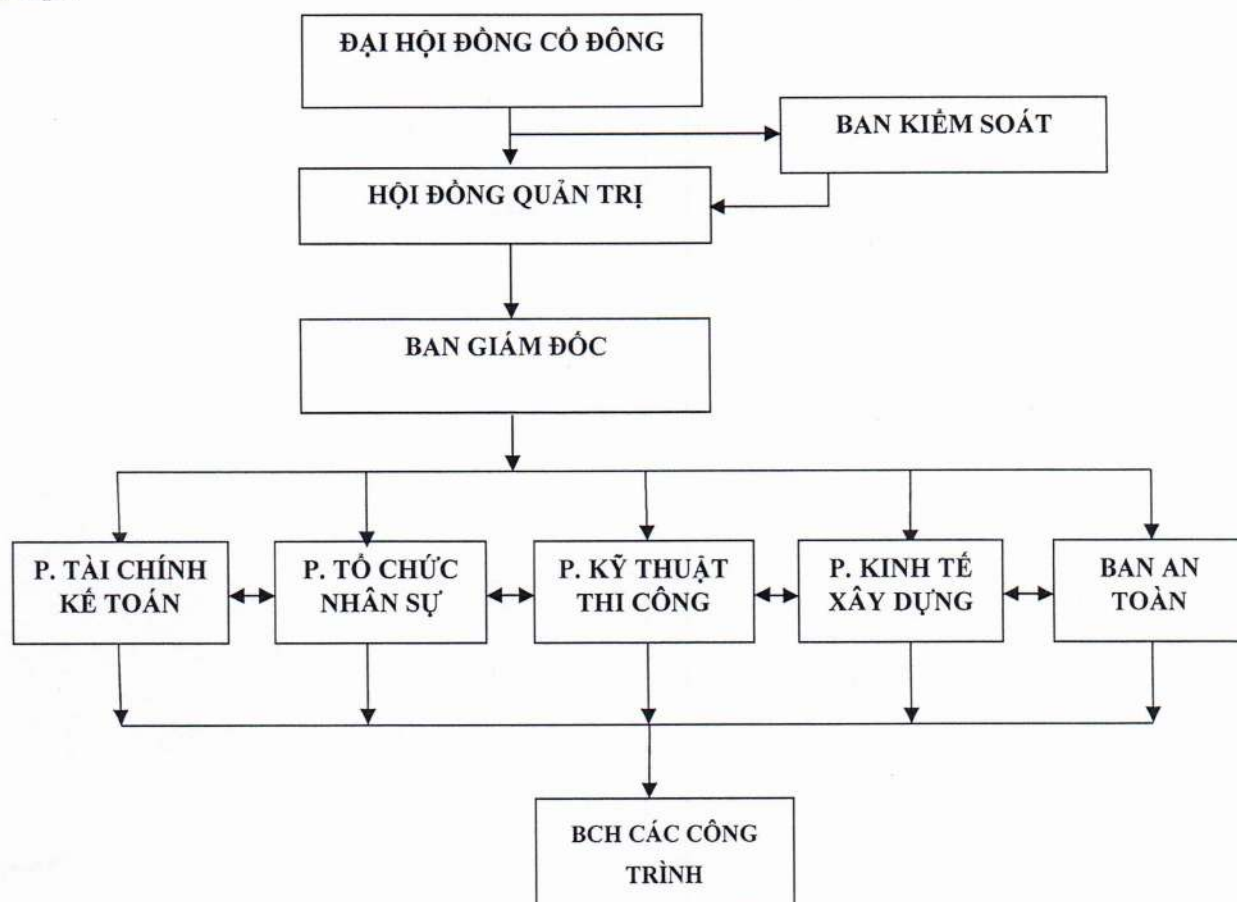 ĐẠI HỘI ĐỒNG CỔ ĐÔNG
BAN KIỂM SOÁT
HỘI ĐỒNG QUẢN TRỊ
BAN GIÁM ĐỐC
P. TÀI CHÍNH
KẾ TOÁN
P. TỔ CHỨC
NHÂN SỰ
P. KỸ THUẬT
THI CÔNG
P. KINH TẾ
XÂY DỰNG
BAN AN
TOÀN
BCH CÁC CÔNG
TRÌNH